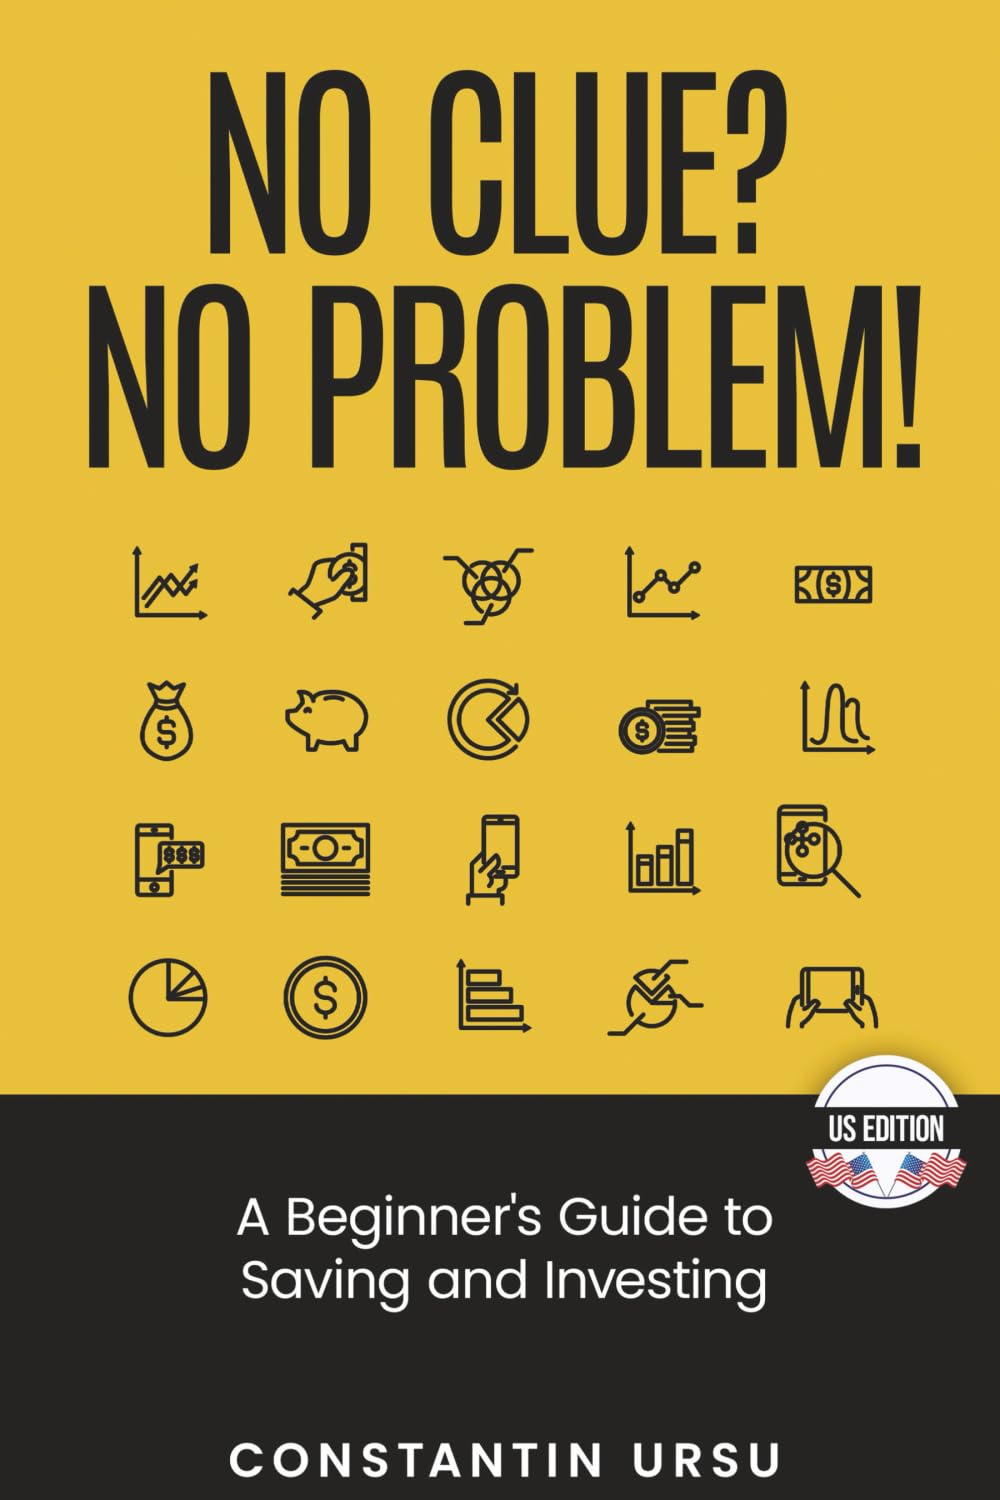 NO CLUE?
NO PROBLEM!
$
$
$
$
$$$
$
US EDITION
A Beginner's Guide to
Saving and Investing
CONSTANTIN URSU